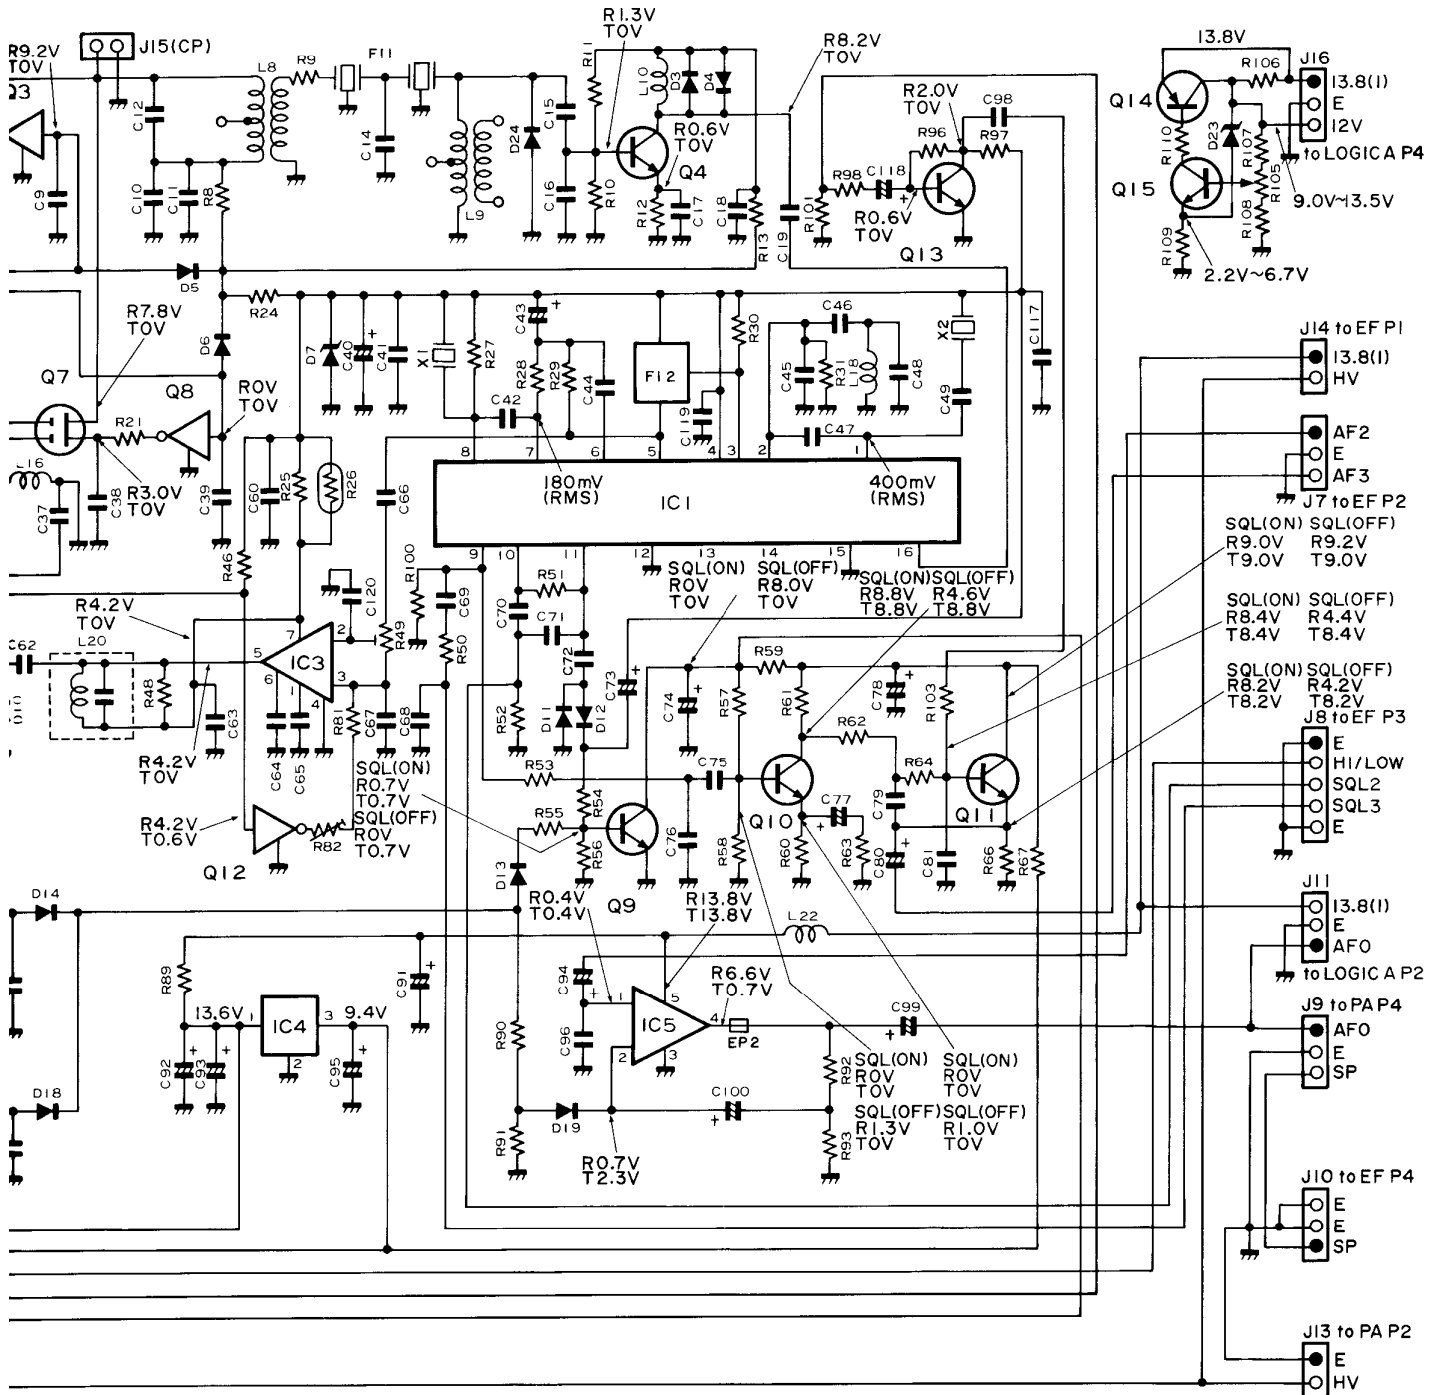 R9.2V
T0V
Q3
J15(CP)
L8
R9
F11
C12
C14
C9
C10
C11
R8
L9
D24
C15
C16
R1.3V
T0V
R11
R10
L10
D3
D4
R0.6V
T0V
Q4
R12
C17
C18
R13
C19
R8.2V
T0V
R2.0V
T0V
C98
R96
R97
R98
C118
+
R101
R0.6V
T0V
Q13
13.8V
R106
J16
13.8(1)
E
12V
to LOGICA P4
Q14
R110
D23
R107
R105
R108
Q15
R109
9.0V~13.5V
2.2V~6.7V
D5
R24
R7.8V
T0V
D6
D7
C40
+
C41
X1
R27
C43
+
R28
R29
C44
C42
F12
C119
R30
C46
C45
R31
L18
C48
C47
X2
C49
C117
J14 to EF P1
13.8(1)
HV
Q7
Q8
R0V
T0V
R21
L16
C37
C38
R3.0V
T0V
C39
C60
R25
R26
C66
8
7
6
5
4
3
2
1
180mV
(RMS)
IC1
400mV
(RMS)
9
10
11
12
13
14
15
16
AF2
E
AF3
J7 to EF P2
SQL(ON) SQL(OFF)
R9.0V R9.2V
T9.0V T9.0V
R46
R100
C69
R50
C70
R51
C71
C72
SQL(ON) SQL(OFF)
R0V R8.0V
T0V T0V
SQL(ON) SQL(OFF)
R8.8V R4.6V
T8.8V T8.8V
SQL(ON) SQL(OFF)
R8.4V R4.4V
T8.4V T8.4V
SQL(ON) SQL(OFF)
R8.2V R4.2V
T8.2V T8.2V
C120
R49
R4.2V
T0V
L20
C62
D10
R48
C63
5
7
2
IC3
6
1
4
3
C64
C65
R81
C67
C68
R52
D11
D12
C73
+
C74
+
R59
R57
R61
R62
C78
+
R103
R64
J8 to EF P3
E
HI/LOW
SQL2
SQL3
E
R4.2V
T0V
SQL(ON)
R0.7V
T0.7V
SQL(OFF)
R0V
T0.7V
R4.2V
T0.6V
Q12
R82
R53
R54
R55
R56
Q9
C75
C76
R58
Q10
R60
C77
+
R63
C79
C80
+
C81
Q11
R66
R67
D13
D14
R0.4V
T0.4V
R13.8V
T13.8V
L22
J11
13.8(1)
E
AFO
to LOGIC A P2
R89
C91
+
C94
+
C96
R6.6V
T0.7V
1
5
IC5
4
2
3
EP2
C99
+
13.6V
1
IC4
3
9.4V
2
C92
+
C93
+
C95
+
D18
R90
R91
D19
C100
+
R92
R93
SQL(ON) SQL(ON)
R0V R0V
T0V T0V
SQL(OFF) SQL(OFF)
R1.3V R1.0V
T0V T0V
R0.7V
T2.3V
J9 to PA P4
AFO
E
SP
J10 to EF P4
E
E
SP
J13 to PA P2
E
HV